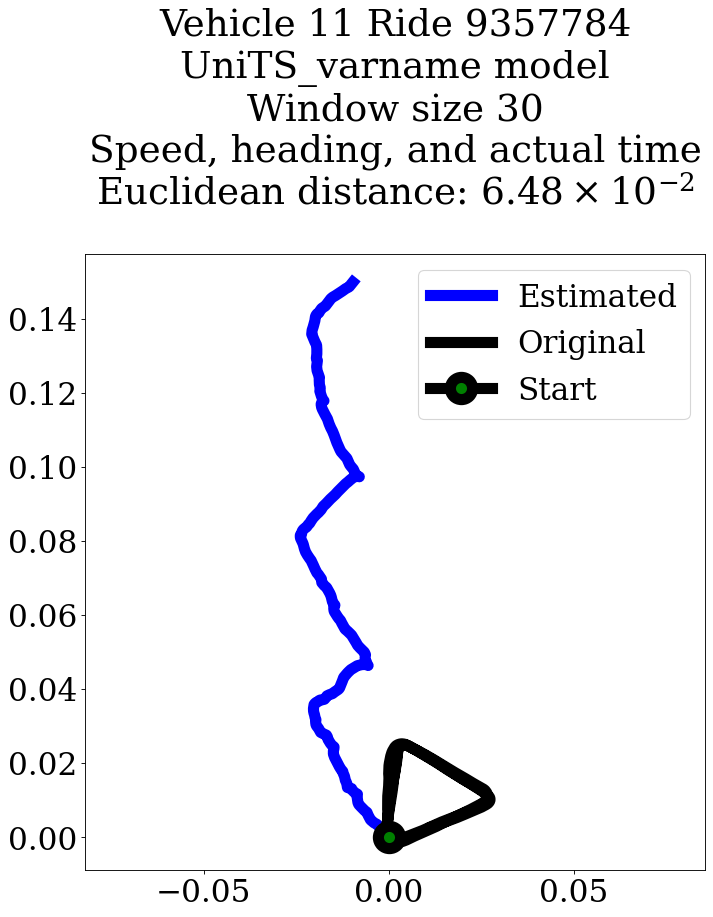 Vehicle 11 Ride 9357784
UniTS_varname model
Window size 30
Speed, heading, and actual time
Euclidean distance: 6.48 × 10⁻²
Estimated
Original
Start
0.14
0.12
0.10
0.08
0.06
0.04
0.02
0.00
−0.05 0.00 0.05